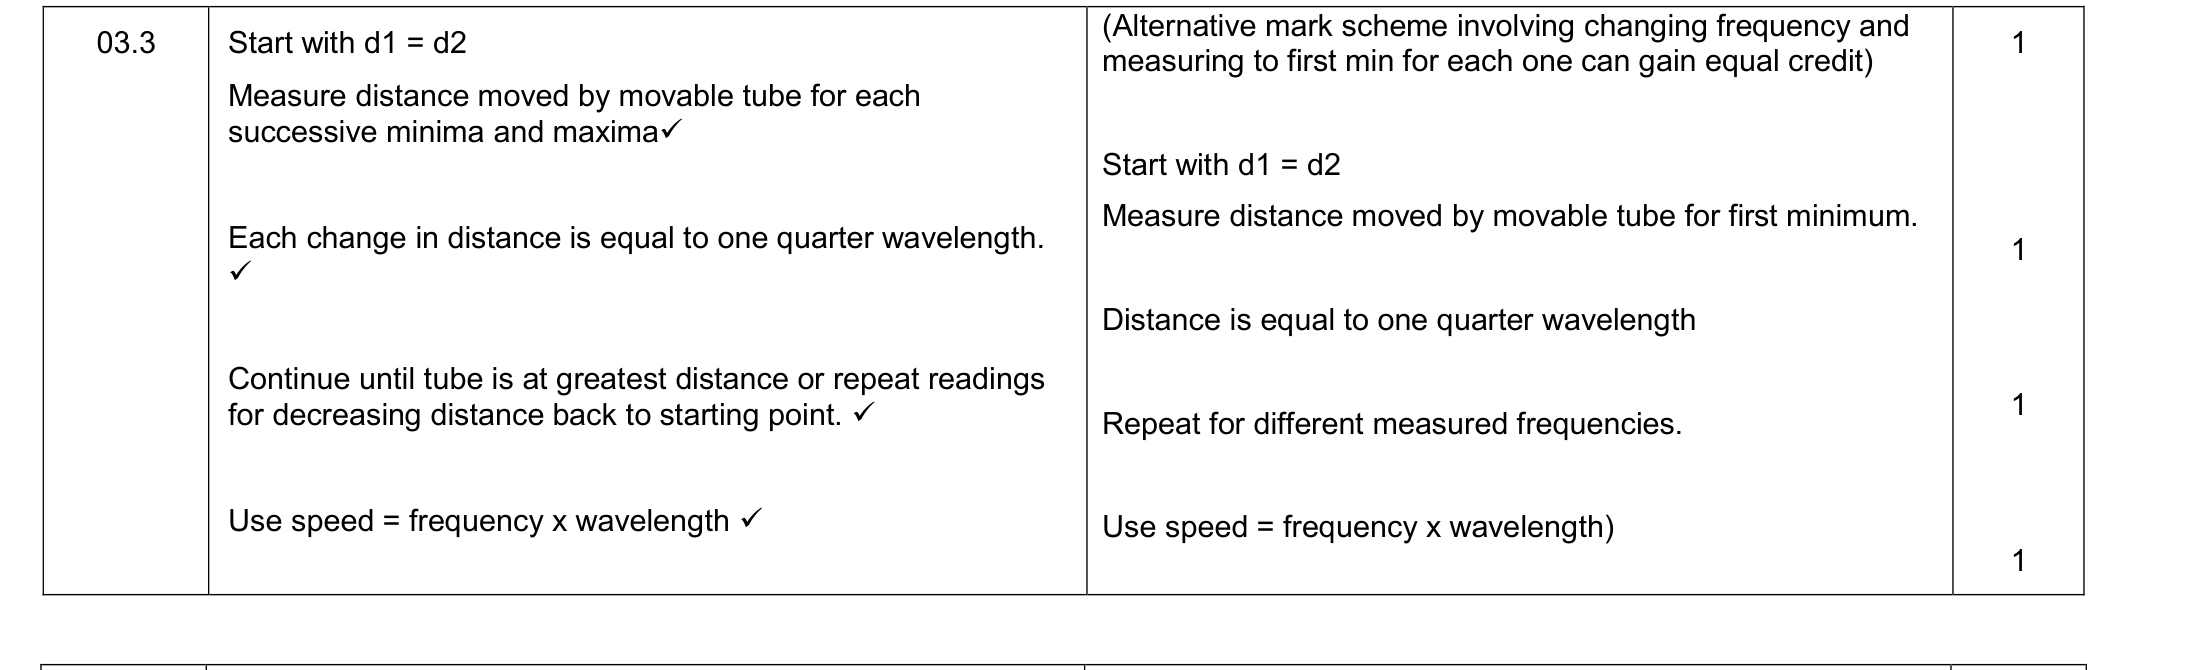 03.3
Start with d1 = d2
Measure distance moved by movable tube for each
successive minima and maxima✓
Each change in distance is equal to one quarter wavelength.
✓
Continue until tube is at greatest distance or repeat readings
for decreasing distance back to starting point. ✓
Use speed = frequency x wavelength ✓
(Alternative mark scheme involving changing frequency and
measuring to first min for each one can gain equal credit)
Start with d1 = d2
Measure distance moved by movable tube for first minimum.
Distance is equal to one quarter wavelength
Repeat for different measured frequencies.
Use speed = frequency x wavelength)
1
1
1
1